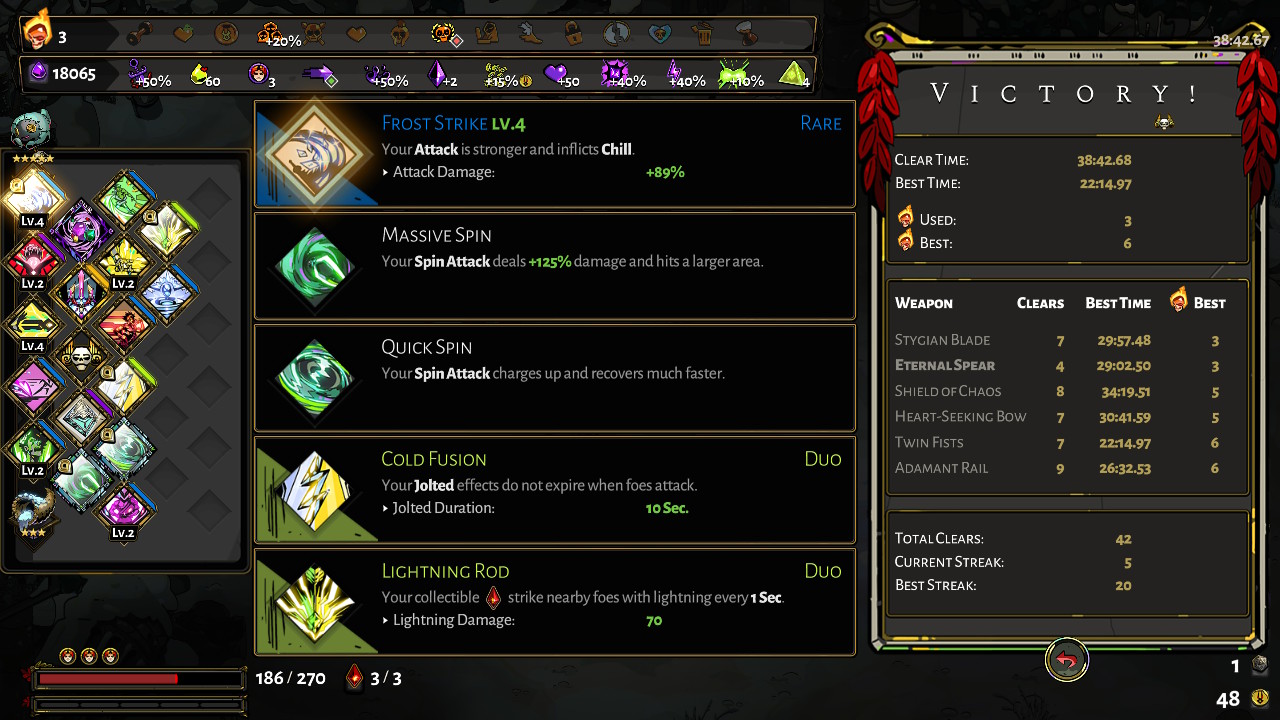 3
+20%
18065
+50%
60
3
+50%
+2
+15%
+50
+40%
+40%
+10%
4
Lv.4
Lv.2
Lv.2
Lv.4
Lv.2
Lv.2
FROST STRIKE LV.4
RARE
Your Attack is stronger and inflicts Chill.
Attack Damage: +89%
MASSIVE SPIN
Your Spin Attack deals +125% damage and hits a larger area.
QUICK SPIN
Your Spin Attack charges up and recovers much faster.
COLD FUSION
DUO
Your Jolted effects do not expire when foes attack.
Jolted Duration: 10 Sec.
LIGHTNING ROD
DUO
Your collectible strike nearby foes with lightning every 1 Sec.
Lightning Damage: 70
186 / 270
3 / 3
38:42.67
VICTORY!
CLEAR TIME: 38:42.68
BEST TIME: 22:14.97
USED: 3
BEST: 6
WEAPON CLEARS BEST TIME BEST
STYGIAN BLADE 7 29:57.48 3
ETERNAL SPEAR 4 29:02.50 3
SHIELD OF CHAOS 8 34:19.51 5
HEART-SEEKING BOW 7 30:41.59 5
TWIN FISTS 7 22:14.97 6
ADAMANT RAIL 9 26:32.53 6
TOTAL CLEARS: 42
CURRENT STREAK: 5
BEST STREAK: 20
1
48